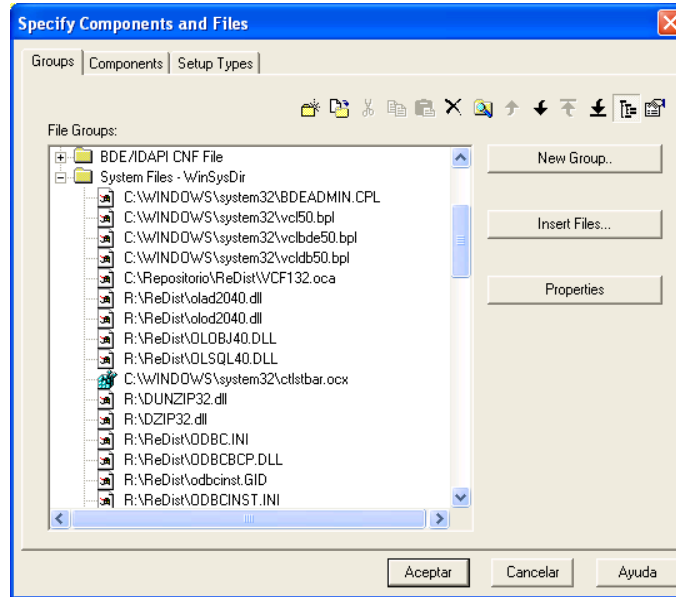 Specify Components and Files
Groups Components Setup Types
File Groups:
BDE/IDAPI CNF File
System Files - WinSysDir
C:\WINDOWS\system32\BDEADMIN.CPL
C:\WINDOWS\system32\vcl50.bpl
C:\WINDOWS\system32\vclbde50.bpl
C:\WINDOWS\system32\vcldb50.bpl
C:\Repositorio\ReDist\VCF132.oca
R:\ReDist\olad2040.dll
R:\ReDist\olod2040.dll
R:\ReDist\OLOBJ40.DLL
R:\ReDist\OLSQL40.DLL
C:\WINDOWS\system32\ctlstbar.ocx
R:\DUNZIP32.dll
R:\DZIP32.dll
R:\ReDist\ODBC.INI
R:\ReDist\ODBCBCP.DLL
R:\ReDist\odbcinst.GID
R:\ReDist\ODBCINST.INI
New Group..
Insert Files...
Properties
Aceptar Cancelar Ayuda